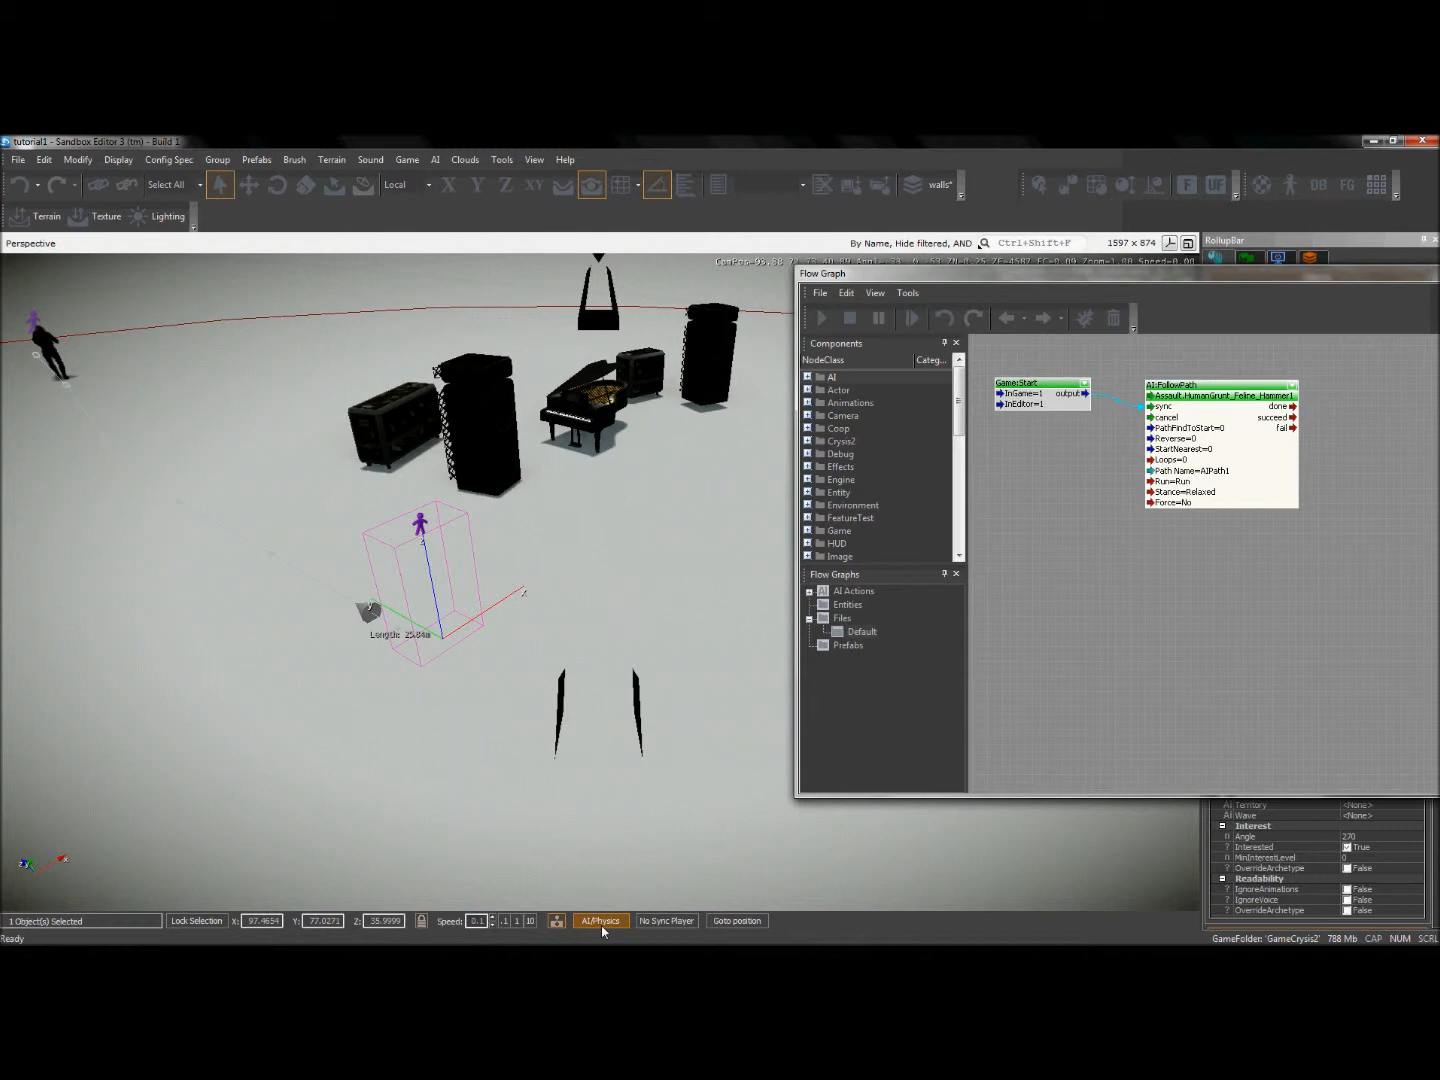 tutorial1 - Sandbox Editor 3 (tm) - Build 1
File Edit Modify Display Config Spec Group Prefabs Brush Terrain Sound Game AI Clouds Tools View Help
Select All Local X Y Z XY walls* F UF DB FG
Terrain Texture Lighting
Perspective By Name, Hide filtered, AND Ctrl+Shift+F 1597 x 874 RollupBar
Flow Graph
File Edit View Tools
Components
NodeClass Categ...
AI
Actor
Animations
Camera
Coop
Crysis2
Debug
Effects
Engine
Entity
Environment
FeatureTest
Game
HUD
Image
Flow Graphs
AI Actions
Entities
Files
Default
Prefabs
Game:Start
InGame=1 output
InEditor=1
AI:FollowPath
Assault.HumanGrunt_Feline_Hammer1
sync done
cancel succeed
PathFindToStart=0 fail
Reverse=0
StartNearest=0
Loops=0
Path Name=AIPath1
Run=Run
Stance=Relaxed
Force=No
z
x
y
Length: 25.84m
Territory <None>
Wave <None>
Interest
Angle 270
Interested True
MinInterestLevel 0
OverrideArchetype False
Readability
IgnoreAnimations False
IgnoreVoice False
OverrideArchetype False
1 Object(s) Selected Lock Selection X: 97.4654 Y: 77.0271 Z: 35.9999 Speed: 0.1 .1 1 10 AI/Physics No Sync Player Goto position
Ready GameFolder: 'GameCrysis2' 788 Mb CAP NUM SCRL